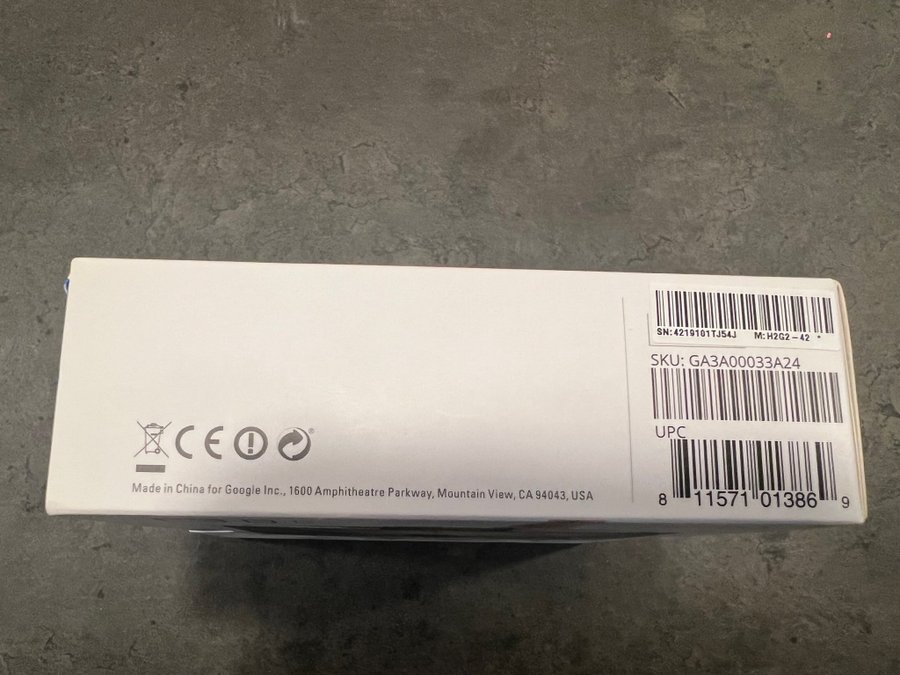 SN:4219101TJ54J M:H2G2-42
SKU: GA3A00033A24
UPC
8 11571 01386 9
CE
Made in China for Google Inc., 1600 Amphitheatre Parkway, Mountain View, CA 94043, USA